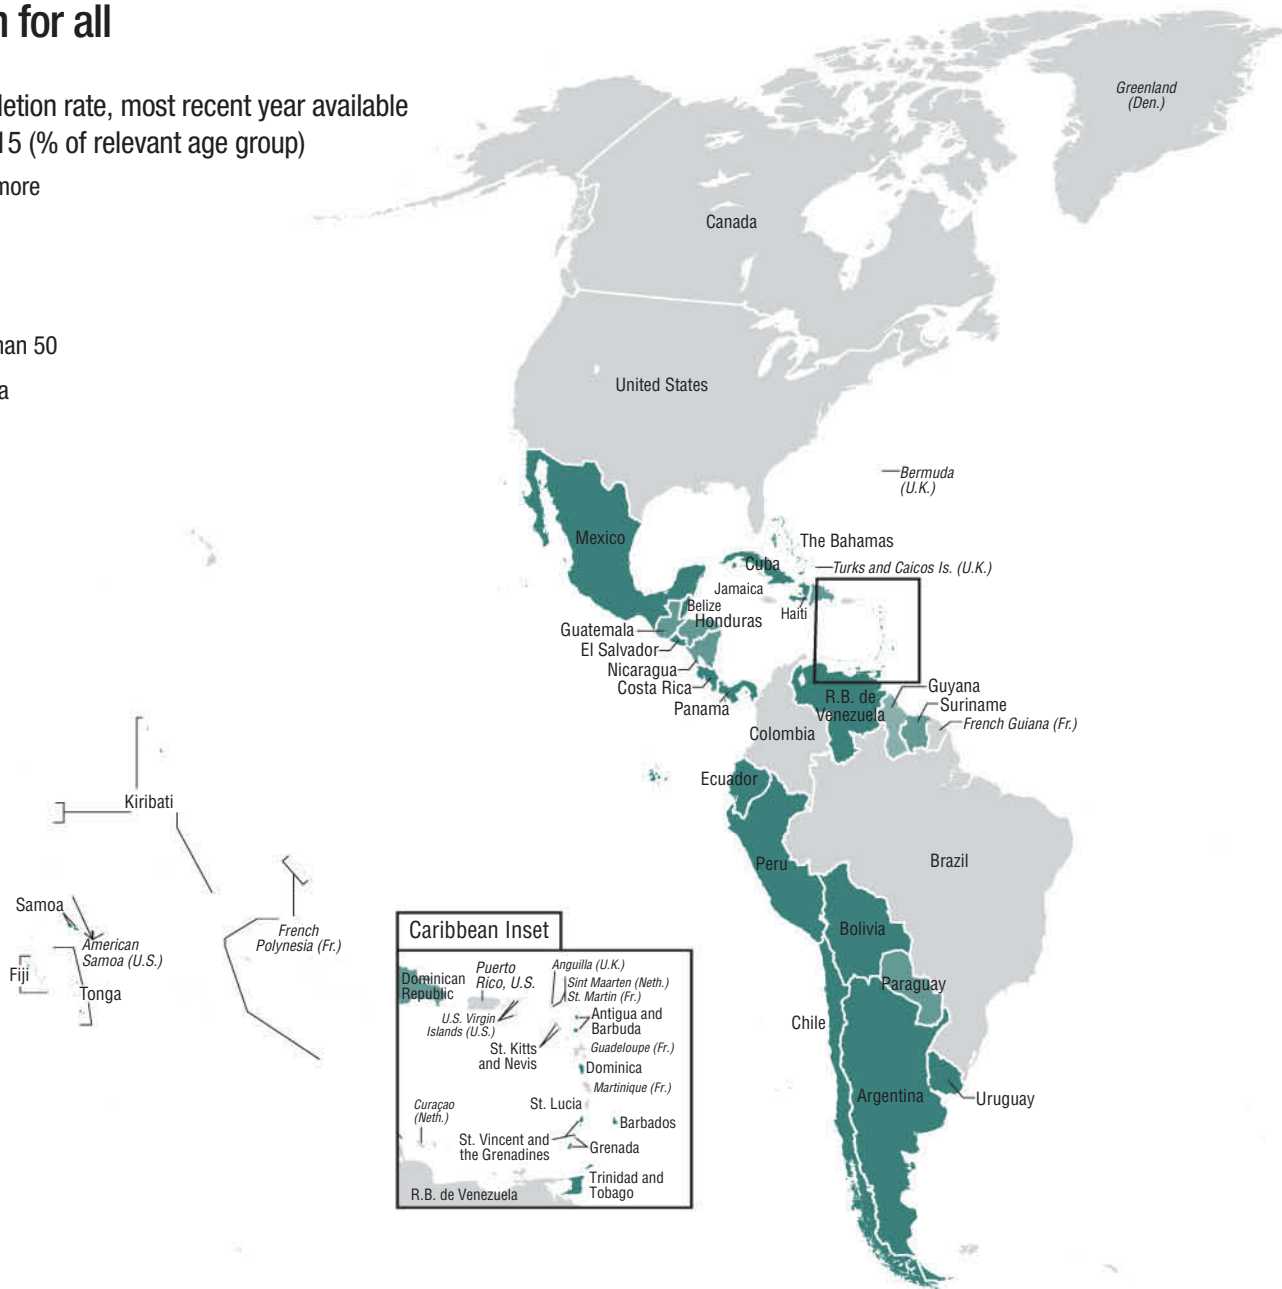 n for all
letion rate, most recent year available
15 (% of relevant age group)
more
han 50
a
Greenland
(Den.)
Canada
United States
Bermuda
(U.K.)
Mexico
The Bahamas
Cuba
Turks and Caicos Is. (U.K.)
Jamaica
Haiti
Belize
Honduras
Guatemala
El Salvador
Nicaragua
Costa Rica
Panama
Guyana
Suriname
French Guiana (Fr.)
R.B. de
Venezuela
Colombia
Ecuador
Kiribati
Peru
Brazil
Samoa
American
Samoa (U.S.)
French
Polynesia (Fr.)
Fiji
Tonga
Bolivia
Paraguay
Chile
Argentina
Uruguay
Caribbean Inset
Dominican
Republic
Puerto
Rico, U.S.
Anguilla (U.K.)
Sint Maarten (Neth.)
St. Martin (Fr.)
U.S. Virgin
Islands (U.S.)
Antigua and
Barbuda
St. Kitts
and Nevis
Guadeloupe (Fr.)
Dominica
Martinique (Fr.)
Curaçao
(Neth.)
St. Lucia
Barbados
St. Vincent and
the Grenadines
Grenada
Trinidad and
Tobago
R.B. de Venezuela